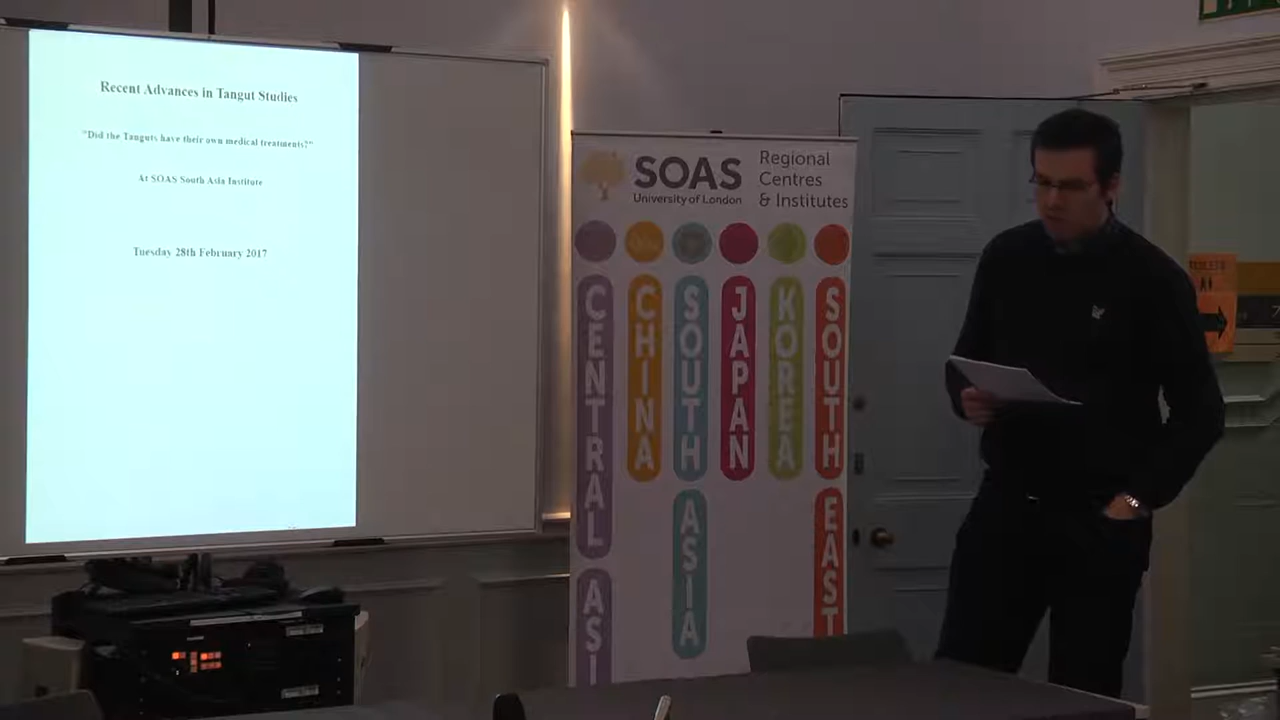 Recent Advances in Tangut Studies
"Did the Tanguts have their own medical treatments?"
At SOAS South Asia Institute
Tuesday 28th February 2017
SOAS
University of London
Regional
Centres
& Institutes
CENTRAL ASI
CHINA
SOUTH ASIA
JAPAN
KOREA
SOUTH EAST